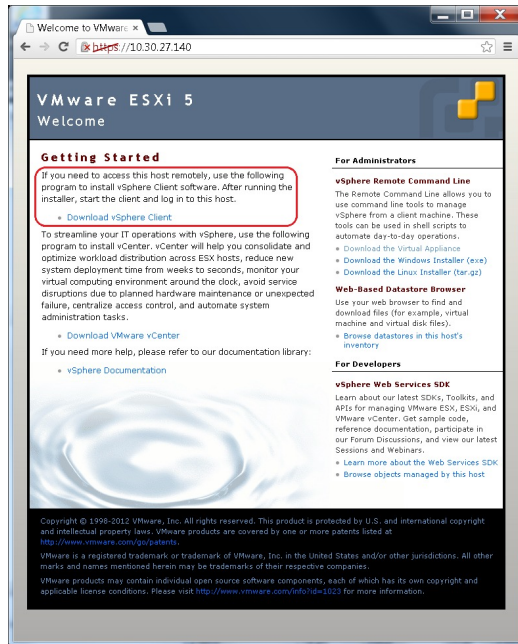 Welcome to VMware
https://10.30.27.140
VMware ESXi 5
Welcome
Getting Started
If you need to access this host remotely, use the following
program to install vSphere Client software. After running the
installer, start the client and log in to this host.
Download vSphere Client
To streamline your IT operations with vSphere, use the following
program to install vCenter. vCenter will help you consolidate and
optimize workload distribution across ESX hosts, reduce new
system deployment time from weeks to seconds, monitor your
virtual computing environment around the clock, avoid service
disruptions due to planned hardware maintenance or unexpected
failure, centralize access control, and automate system
administration tasks.
Download VMware vCenter
If you need more help, please refer to our documentation library:
vSphere Documentation
For Administrators
vSphere Remote Command Line
The Remote Command Line allows you to
use command line tools to manage
vSphere from a client machine. These
tools can be used in shell scripts to
automate day-to-day operations.
Download the Virtual Appliance
Download the Windows Installer (exe)
Download the Linux Installer (tar.gz)
Web-Based Datastore Browser
Use your web browser to find and
download files (for example, virtual
machine and virtual disk files).
Browse datastores in this host's
inventory
For Developers
vSphere Web Services SDK
Learn about our latest SDKs, Toolkits, and
APIs for managing VMware ESX, ESXi, and
VMware vCenter. Get sample code,
reference documentation, participate in
our Forum Discussions, and view our latest
Sessions and Webinars.
Learn more about the Web Services SDK
Browse objects managed by this host
Copyright © 1998-2012 VMware, Inc. All rights reserved. This product is protected by U.S. and international copyright
and intellectual property laws. VMware products are covered by one or more patents listed at
http://www.vmware.com/go/patents.
VMware is a registered trademark or trademark of VMware, Inc. in the United States and/or other jurisdictions. All other
marks and names mentioned herein may be trademarks of their respective companies.
VMware products may contain individual open source software components, each of which has its own copyright and
applicable license conditions. Please visit http://www.vmware.com/info?id=1023 for more information.